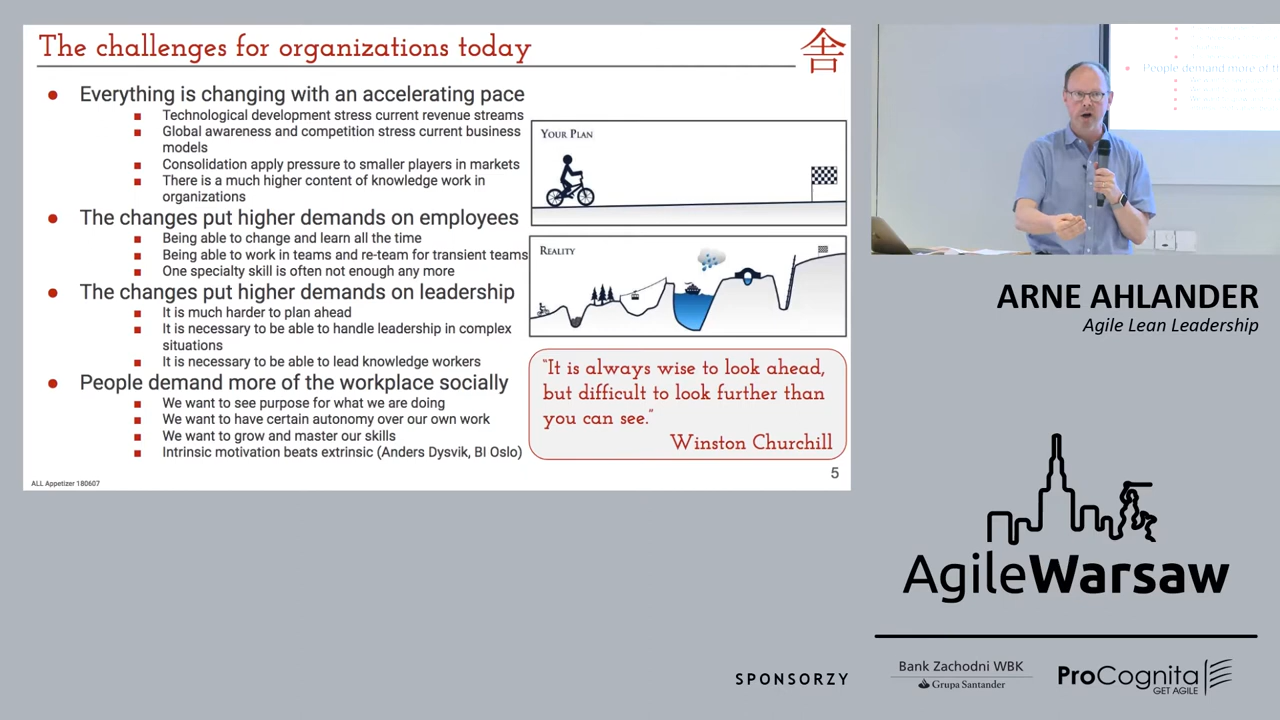 The challenges for organizations today
舎
Everything is changing with an accelerating pace
Technological development stress current revenue streams
Global awareness and competition stress current business
models
Consolidation apply pressure to smaller players in markets
There is a much higher content of knowledge work in
organizations
The changes put higher demands on employees
Being able to change and learn all the time
Being able to work in teams and re-team for transient teams
One specialty skill is often not enough any more
The changes put higher demands on leadership
It is much harder to plan ahead
It is necessary to be able to handle leadership in complex
situations
It is necessary to be able to lead knowledge workers
People demand more of the workplace socially
We want to see purpose for what we are doing
We want to have certain autonomy over our own work
We want to grow and master our skills
Intrinsic motivation beats extrinsic (Anders Dysvik, BI Oslo)
YOUR PLAN
REALITY
"It is always wise to look ahead,
but difficult to look further than
you can see."
Winston Churchill
5
ALL Appetizer 180607
People demand more of th
ARNE AHLANDER
Agile Lean Leadership
AgileWarsaw
SPONSORZY
Bank Zachodni WBK
Grupa Santander
ProCognita
GET AGILE